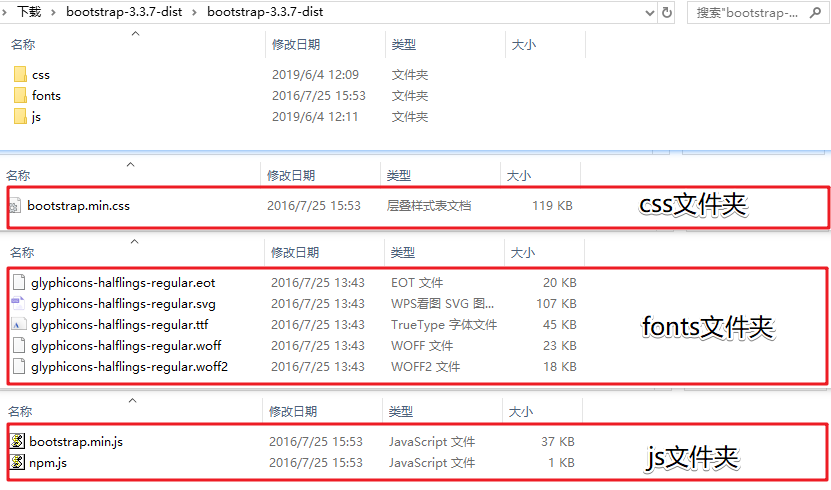 下载 bootstrap-3.3.7-dist bootstrap-3.3.7-dist 搜索"bootstrap-...
名称 修改日期 类型 大小
css 2019/6/4 12:09 文件夹
fonts 2016/7/25 15:53 文件夹
js 2019/6/4 12:11 文件夹
名称 修改日期 类型 大小
bootstrap.min.css 2016/7/25 15:53 层叠样式表文档 119 KB css文件夹
名称 修改日期 类型 大小
glyphicons-halflings-regular.eot 2016/7/25 13:43 EOT 文件 20 KB
glyphicons-halflings-regular.svg 2016/7/25 13:43 WPS看图 SVG 图... 107 KB
glyphicons-halflings-regular.ttf 2016/7/25 13:43 TrueType 字体文件 45 KB fonts文件夹
glyphicons-halflings-regular.woff 2016/7/25 13:43 WOFF 文件 23 KB
glyphicons-halflings-regular.woff2 2016/7/25 13:43 WOFF2 文件 18 KB
名称 修改日期 类型 大小
bootstrap.min.js 2016/7/25 15:53 JavaScript 文件 37 KB js文件夹
npm.js 2016/7/25 15:53 JavaScript 文件 1 KB